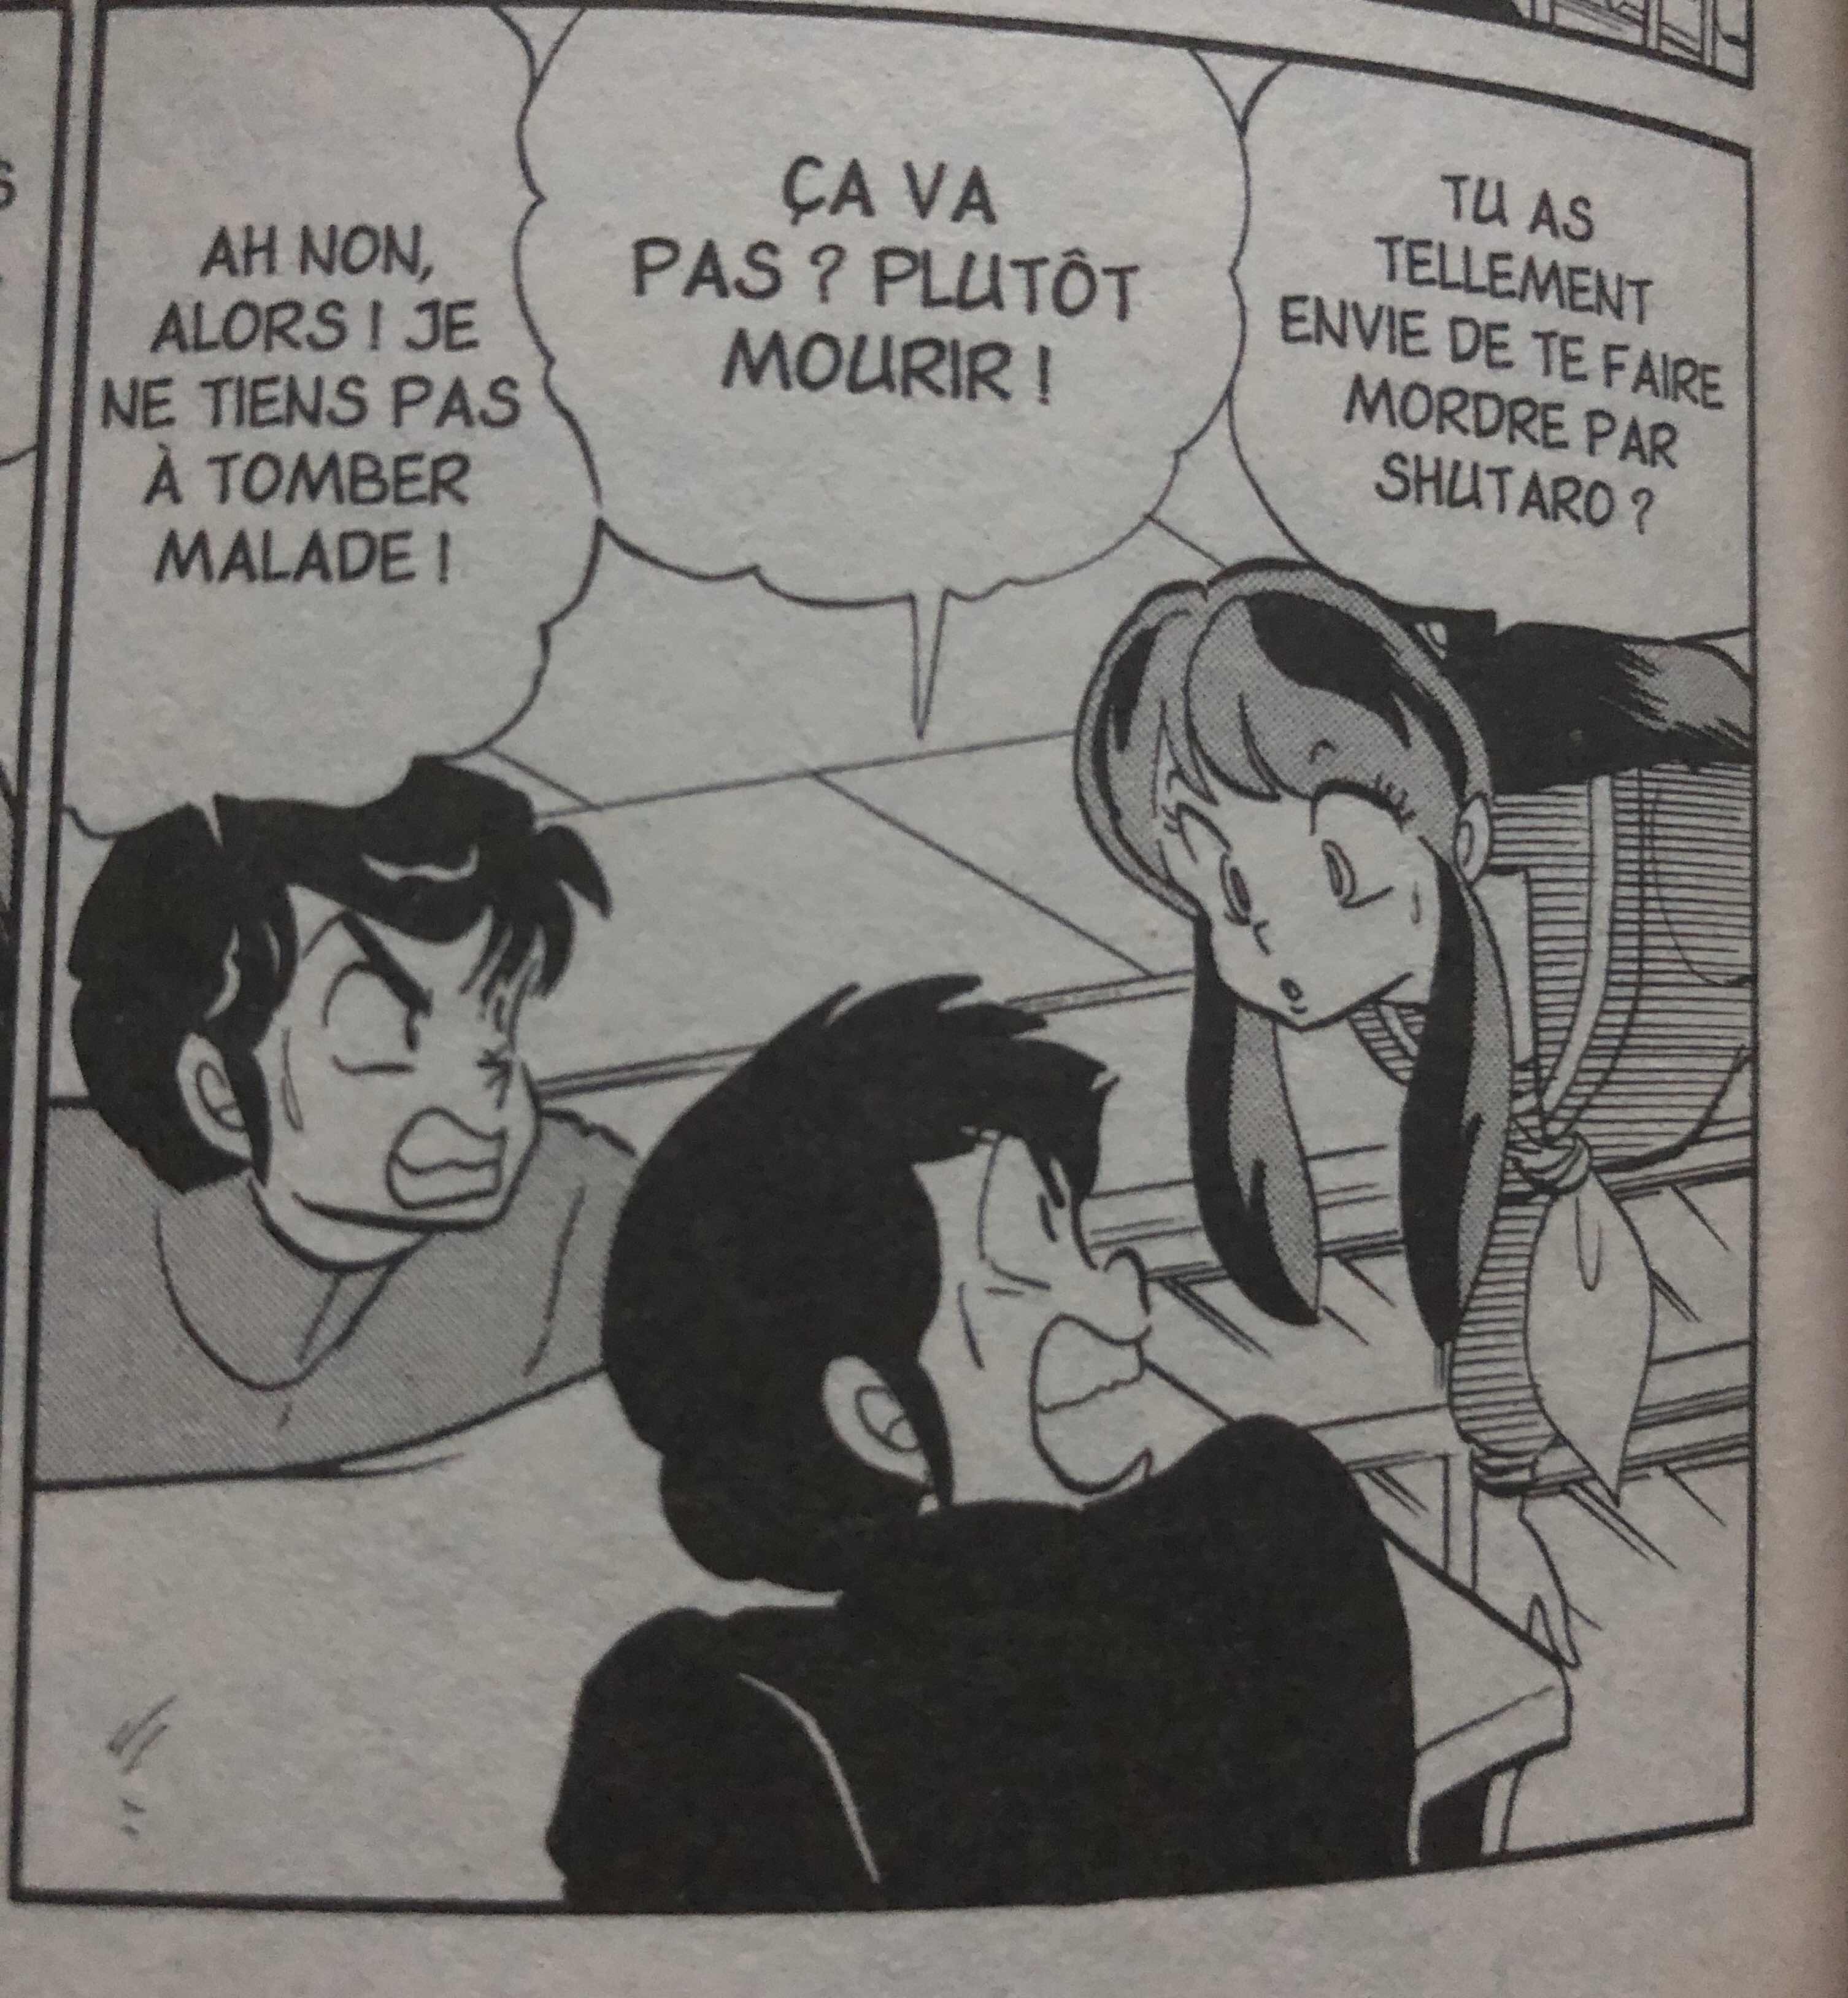 TU AS
TELLEMENT
ENVIE DE TE FAIRE
MORDRE PAR
SHUTARO ?
ÇA VA
PAS ? PLUTÔT
MOURIR !
AH NON,
ALORS ! JE
NE TIENS PAS
À TOMBER
MALADE !